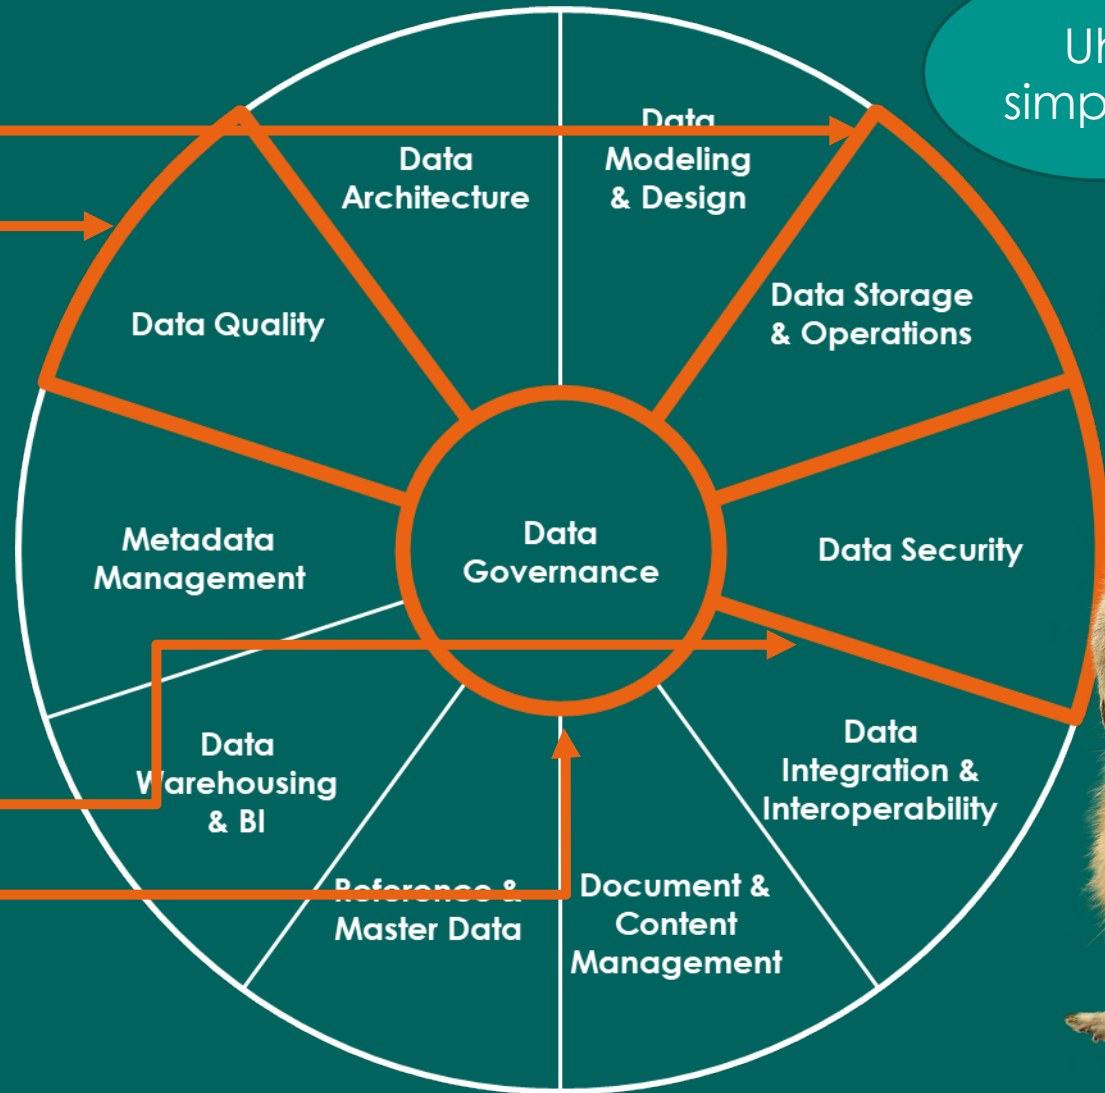 Data
Architecture
Data
Modeling
& Design
Data Storage
& Operations
Data Security
Data
Integration &
Interoperability
Document &
Content
Management
Reference &
Master Data
Data
Warehousing
& BI
Metadata
Management
Data Quality
Data
Governance